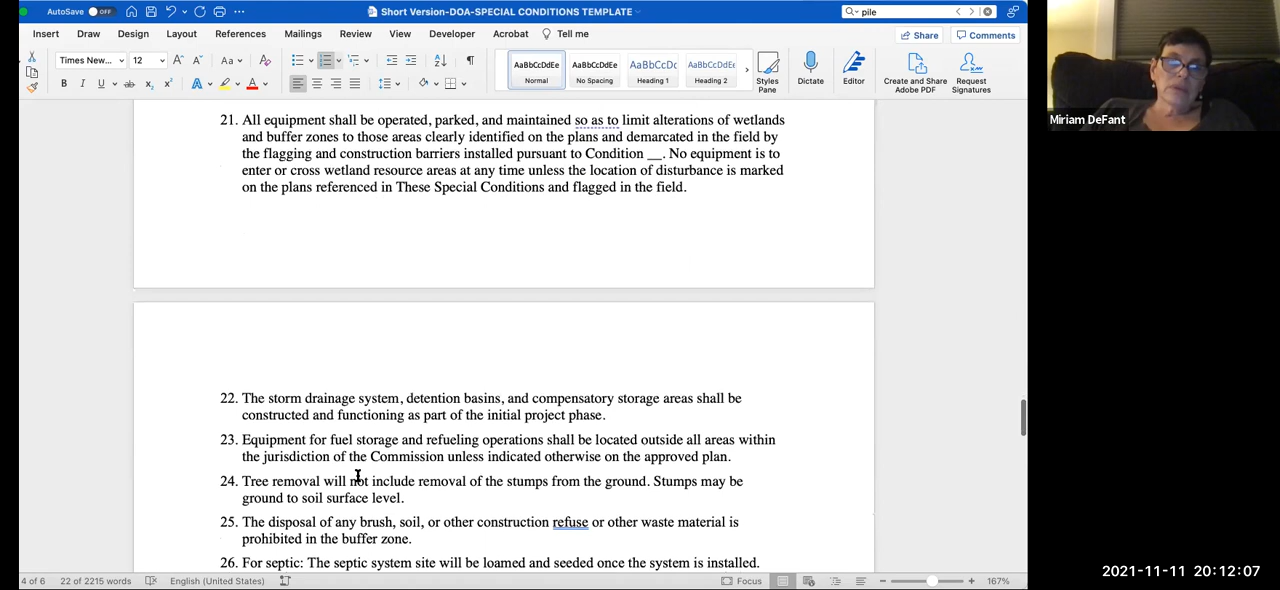 AutoSave OFF Short Version-DOA-SPECIAL CONDITIONS TEMPLATE pile
Insert Draw Design Layout References Mailings Review View Developer Acrobat Tell me Share Comments
Times New... 12 Aa AaBbCcDdEe AaBbCcDdEe AaBbCcDc AaBbCcDdEe
Normal No Spacing Heading 1 Heading 2 Styles Pane Dictate Editor Create and Share Adobe PDF Request Signatures
21. All equipment shall be operated, parked, and maintained so as to limit alterations of wetlands
and buffer zones to those areas clearly identified on the plans and demarcated in the field by
the flagging and construction barriers installed pursuant to Condition __. No equipment is to
enter or cross wetland resource areas at any time unless the location of disturbance is marked
on the plans referenced in These Special Conditions and flagged in the field.
22. The storm drainage system, detention basins, and compensatory storage areas shall be
constructed and functioning as part of the initial project phase.
23. Equipment for fuel storage and refueling operations shall be located outside all areas within
the jurisdiction of the Commission unless indicated otherwise on the approved plan.
24. Tree removal will not include removal of the stumps from the ground. Stumps may be
ground to soil surface level.
25. The disposal of any brush, soil, or other construction refuse or other waste material is
prohibited in the buffer zone.
26. For septic: The septic system site will be loamed and seeded once the system is installed.
4 of 6 22 of 2215 words English (United States) Focus 167%
Miriam DeFant
2021-11-11 20:12:07